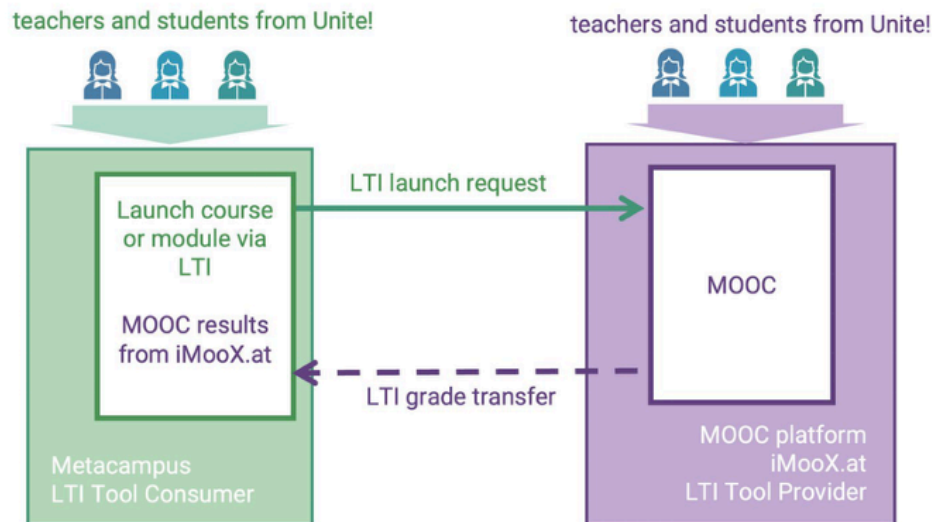 teachers and students from Unite!
teachers and students from Unite!
LTI launch request
Launch course
or module via
LTI
MOOC results
from iMooX.at
MOOC
LTI grade transfer
Metacampus
LTI Tool Consumer
MOOC platform
iMooX.at
LTI Tool Provider